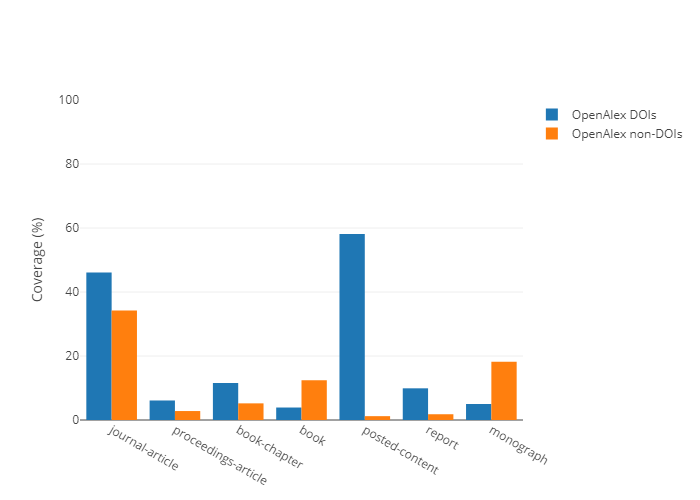 100
80
60
40
20
0
Coverage (%)
journal-article
proceedings-article
book-chapter
book
posted-content
report
monograph
OpenAlex DOIs
OpenAlex non-DOIs